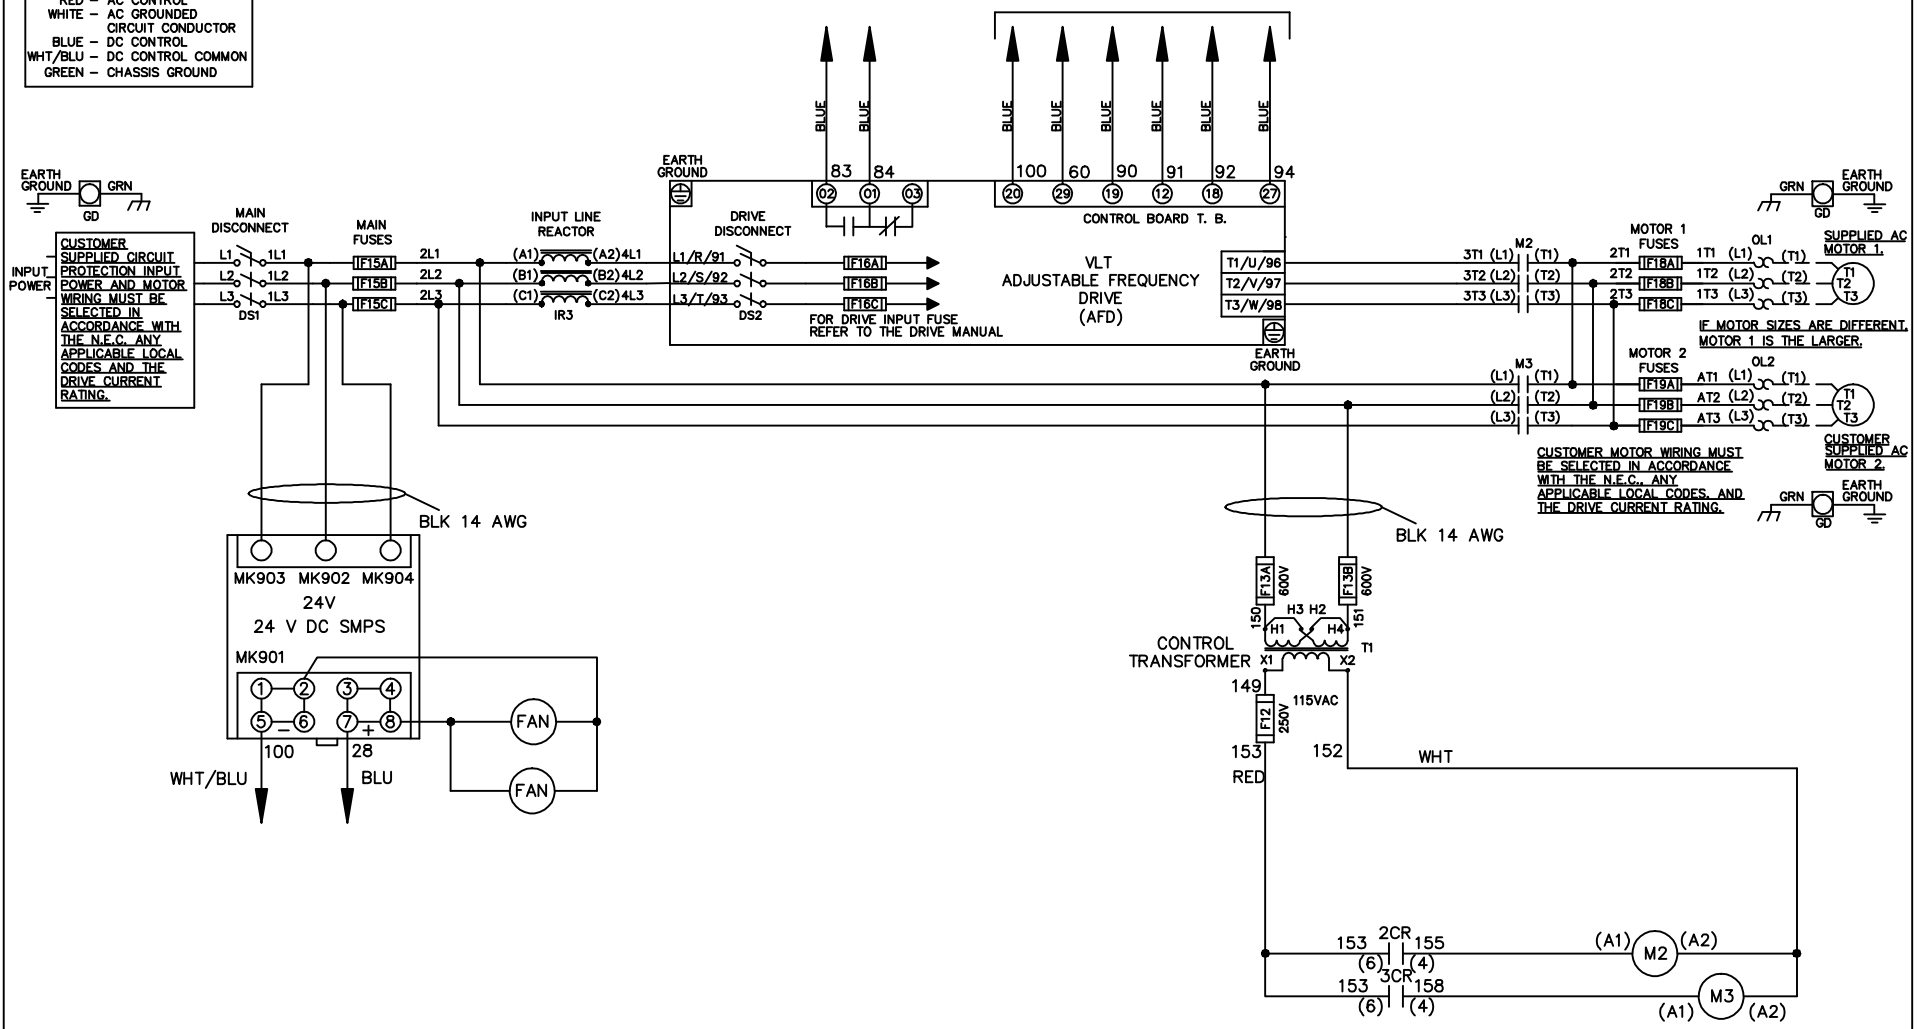 RED – AC CONTROL
WHITE – AC GROUNDED
CIRCUIT CONDUCTOR
BLUE – DC CONTROL
WHT/BLU – DC CONTROL COMMON
GREEN – CHASSIS GROUND
BLUE
BLUE
BLUE
BLUE
BLUE
BLUE
BLUE
BLUE
83
84
100
60
90
91
92
94
02
01
03
20
29
19
12
18
27
CONTROL BOARD T. B.
EARTH
GROUND
GRN
GD
EARTH
GROUND
GRN
EARTH
GROUND
GD
INPUT
POWER
CUSTOMER
SUPPLIED CIRCUIT
PROTECTION INPUT
POWER AND MOTOR
WIRING MUST BE
SELECTED IN
ACCORDANCE WITH
THE N.E.C. ANY
APPLICABLE LOCAL
CODES AND THE
DRIVE CURRENT
RATING.
MAIN
DISCONNECT
L1 1L1
L2 1L2
L3 1L3
DS1
MAIN
FUSES
F15A
F15B
F15C
2L1
2L2
2L3
INPUT LINE
REACTOR
(A1) (A2) 4L1
(B1) (B2) 4L2
(C1) (C2) 4L3
IR3
L1/R/91
L2/S/92
L3/T/93
DRIVE
DISCONNECT
DS2
F16A
F16B
F16C
FOR DRIVE INPUT FUSE
REFER TO THE DRIVE MANUAL
VLT
ADJUSTABLE FREQUENCY
DRIVE
(AFD)
T1/U/96
T2/V/97
T3/W/98
EARTH
GROUND
M2
3T1 (L1) (T1)
3T2 (L2) (T2)
3T3 (L3) (T3)
MOTOR 1
FUSES
2T1 F18A 1T1
2T2 F18B 1T2
2T3 F18C 1T3
OL1
(L1) (T1)
(L2) (T2)
(L3) (T3)
SUPPLIED AC
MOTOR 1.
T1
T2
T3
IF MOTOR SIZES ARE DIFFERENT,
MOTOR 1 IS THE LARGER.
M3
(L1) (T1)
(L2) (T2)
(L3) (T3)
MOTOR 2
FUSES
F19A AT1
F19B AT2
F19C AT3
OL2
(L1) (T1)
(L2) (T2)
(L3) (T3)
T1
T2
T3
CUSTOMER
SUPPLIED AC
MOTOR 2.
CUSTOMER MOTOR WIRING MUST
BE SELECTED IN ACCORDANCE
WITH THE N.E.C., ANY
APPLICABLE LOCAL CODES, AND
THE DRIVE CURRENT RATING.
GRN
EARTH
GROUND
GD
BLK 14 AWG
BLK 14 AWG
MK903 MK902 MK904
24V
24 V DC SMPS
MK901
1 2 3 4
5 – 6 7 + 8
100
28
WHT/BLU
BLU
FAN
FAN
F13A
600V
F13B
600V
150
151
H3 H2
H1 H4
T1
CONTROL
TRANSFORMER
X1 X2
149
115VAC
F12
250V
153
152
RED
WHT
2CR
153 155
(6) (4)
3CR
153 158
(6) (4)
(A1) M2 (A2)
(A1) M3 (A2)